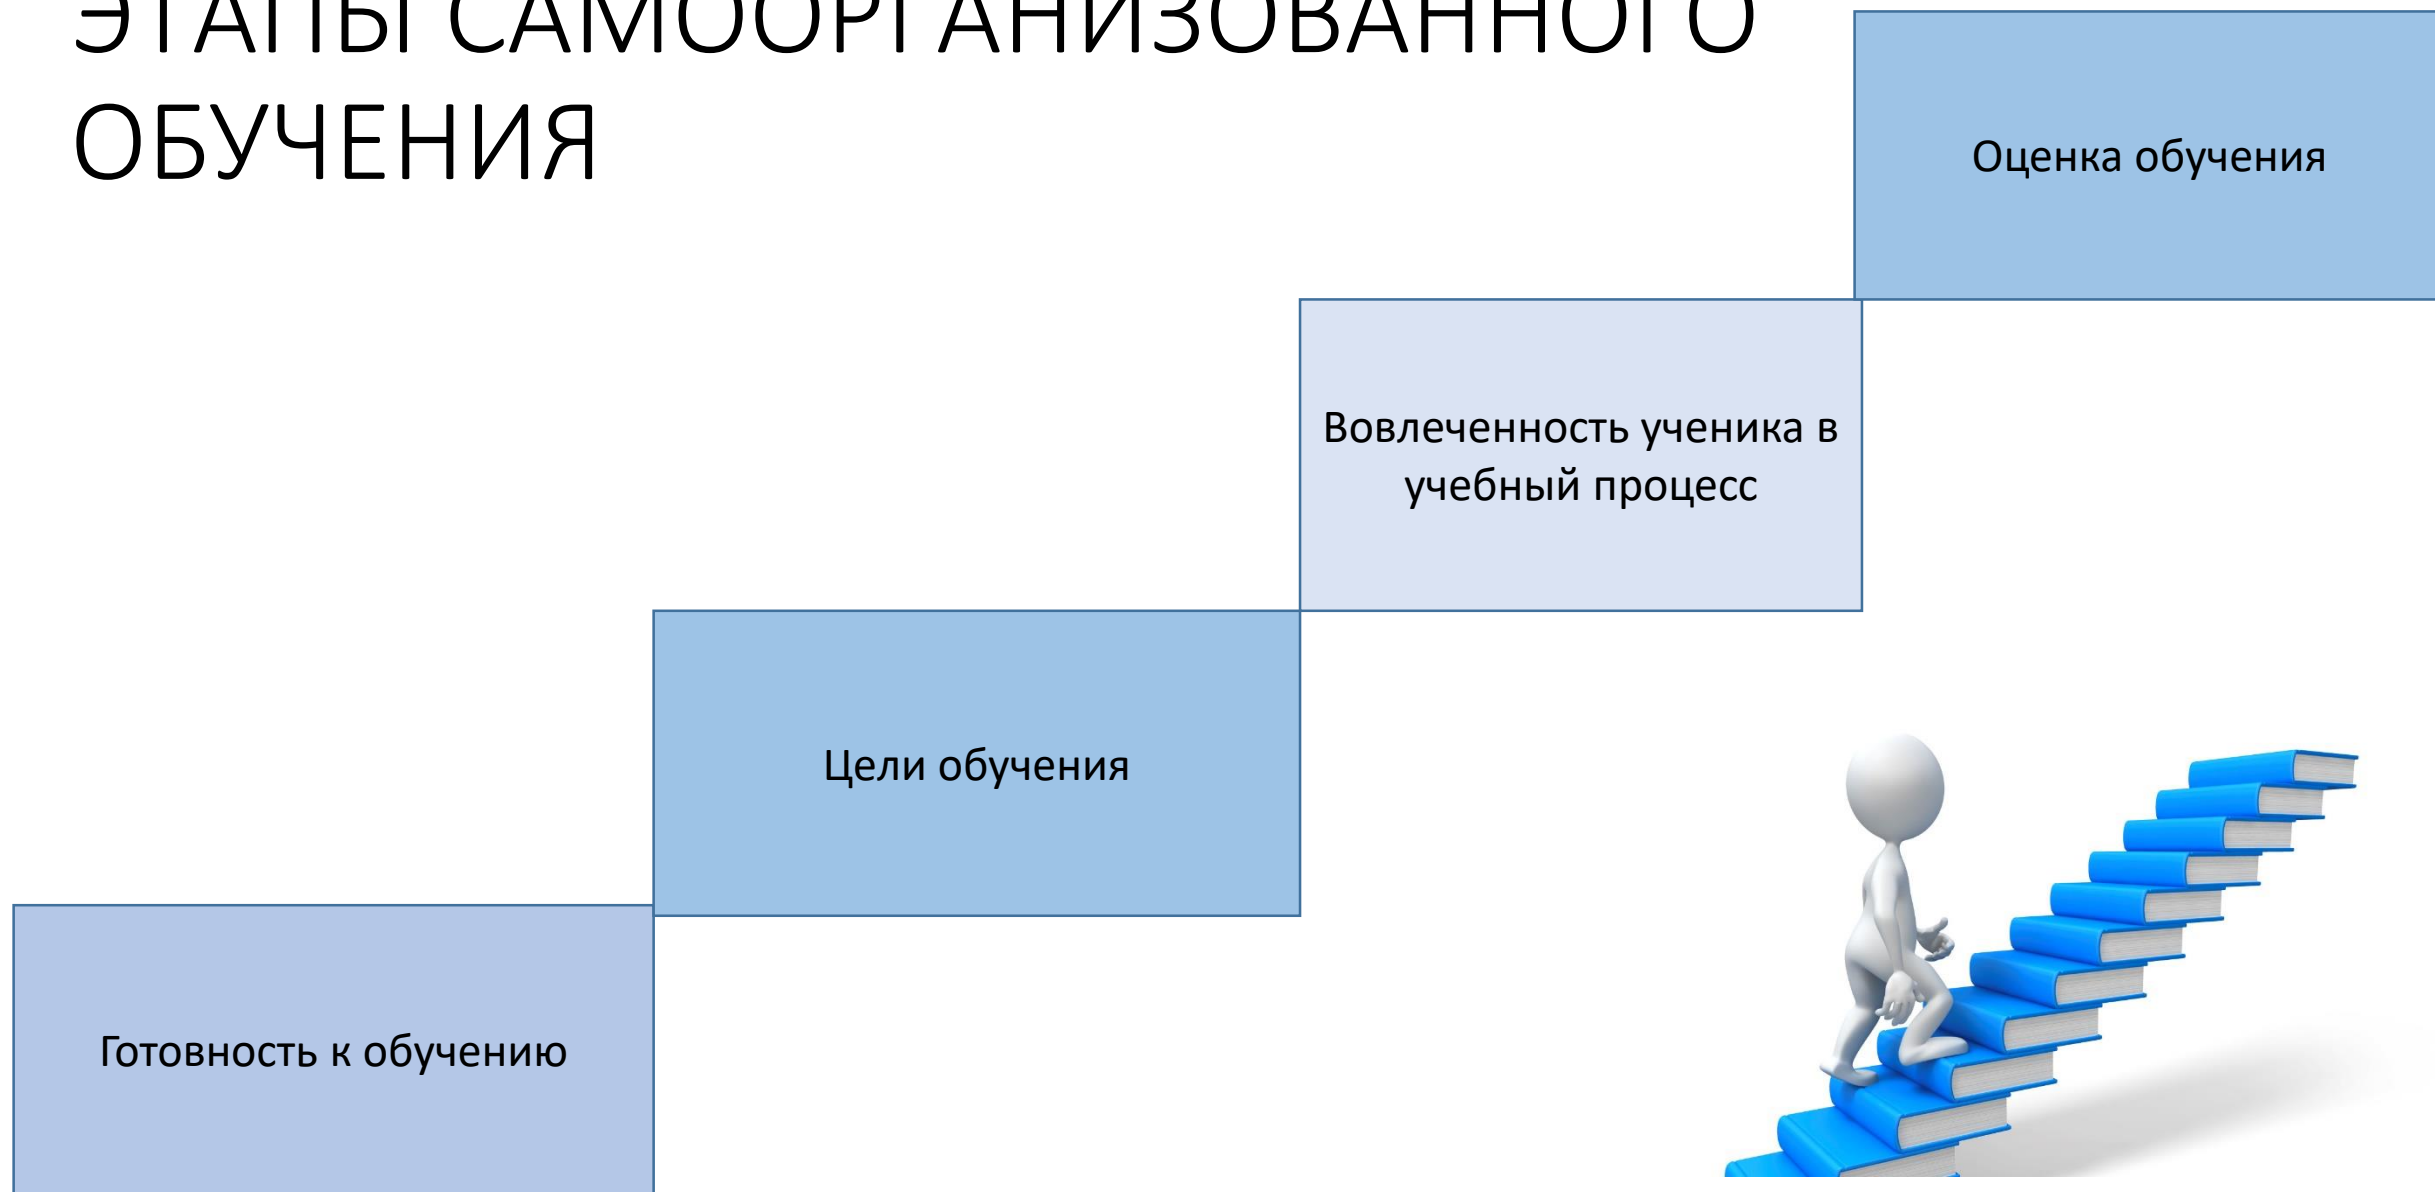 ЭТАПЫ САМООРГАНИЗОВАННОГО
ОБУЧЕНИЯ
Оценка обучения
Вовлеченность ученика в
учебный процесс
Цели обучения
Готовность к обучению